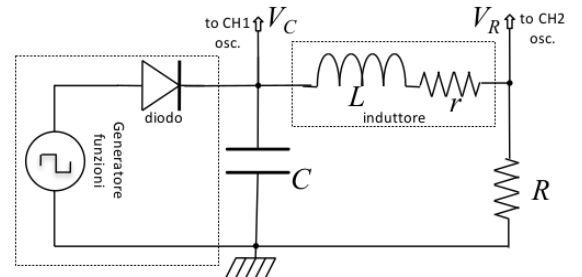 to CH1
osc.
V_C
V_R
to CH2
osc.
diodo
L
r
induttore
Generatore
funzioni
C
R